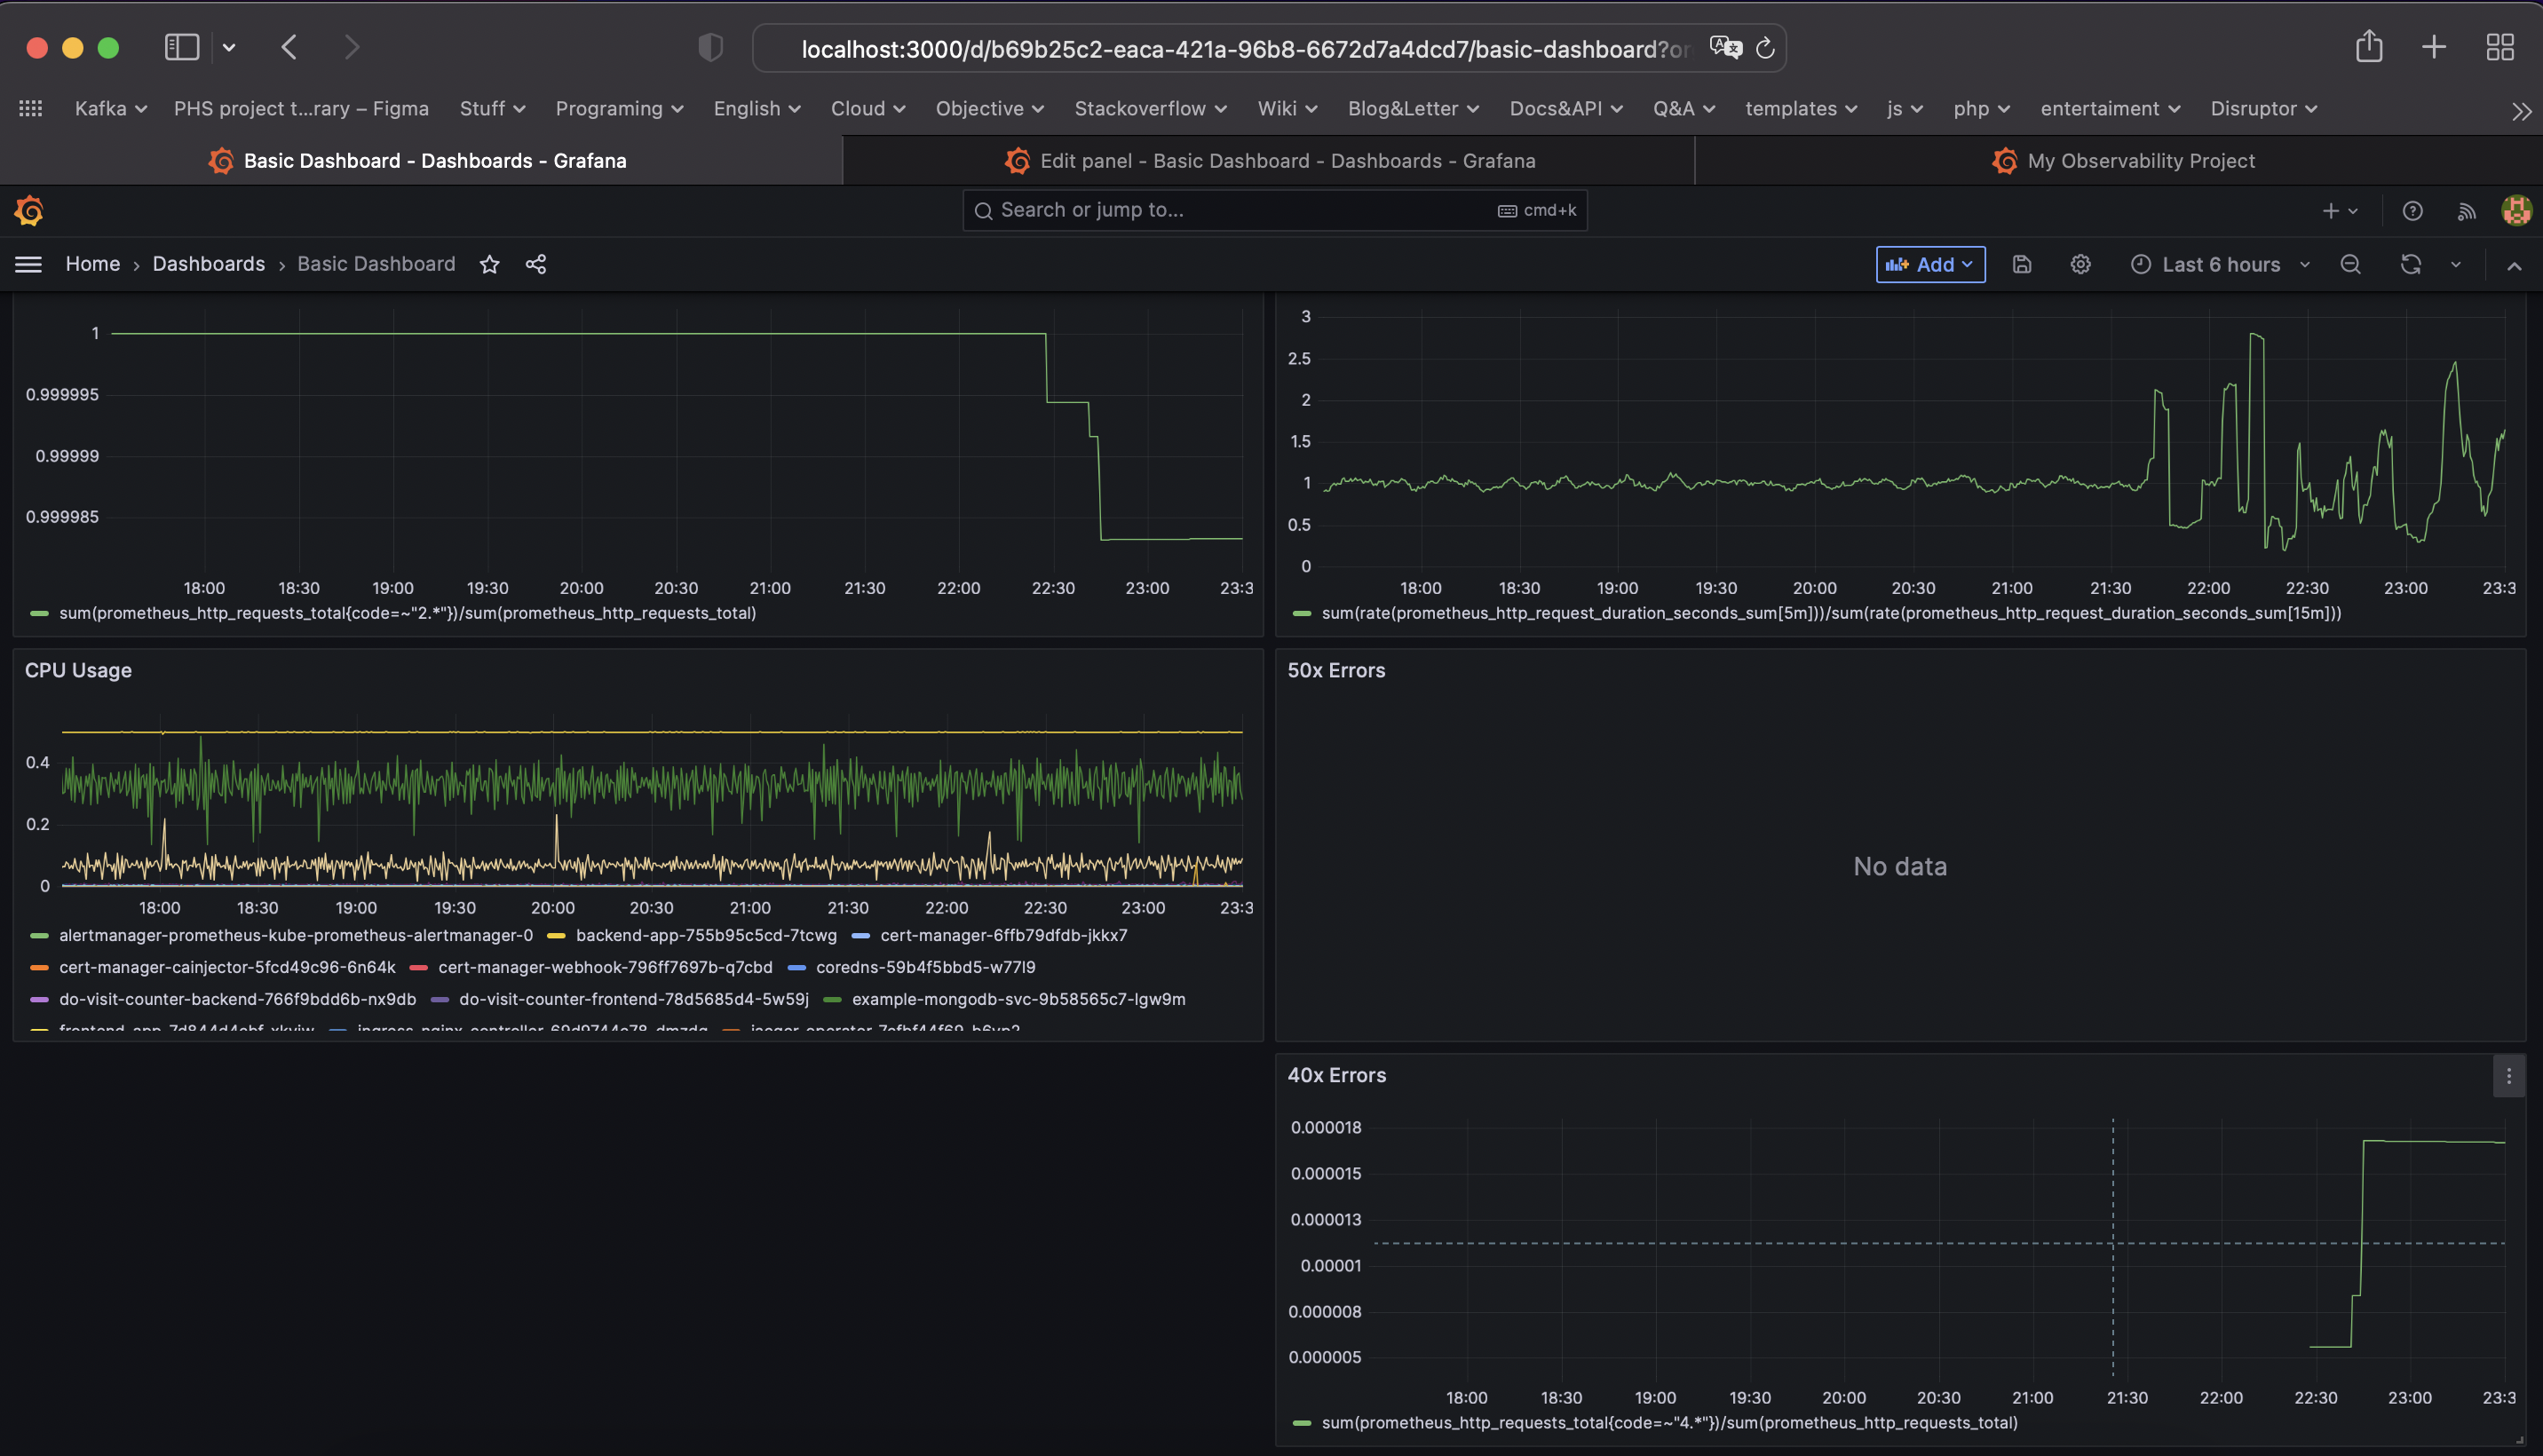 localhost:3000/d/b69b25c2-eaca-421a-96b8-6672d7a4dcd7/basic-dashboard?or
Kafka PHS project t...rary – Figma Stuff Programing English Cloud Objective Stackoverflow Wiki Blog&Letter Docs&API Q&A templates js php entertaiment Disruptor
Basic Dashboard - Dashboards - Grafana Edit panel - Basic Dashboard - Dashboards - Grafana My Observability Project
Search or jump to... cmd+k
Home › Dashboards › Basic Dashboard Add Last 6 hours
1
0.999995
0.99999
0.999985
18:00 18:30 19:00 19:30 20:00 20:30 21:00 21:30 22:00 22:30 23:00 23:3
sum(prometheus_http_requests_total{code=~"2.*"})/sum(prometheus_http_requests_total)
3
2.5
2
1.5
1
0.5
0
18:00 18:30 19:00 19:30 20:00 20:30 21:00 21:30 22:00 22:30 23:00 23:3
sum(rate(prometheus_http_request_duration_seconds_sum[5m]))/sum(rate(prometheus_http_request_duration_seconds_sum[15m]))
CPU Usage
0.4
0.2
0
18:00 18:30 19:00 19:30 20:00 20:30 21:00 21:30 22:00 22:30 23:00 23:3
alertmanager-prometheus-kube-prometheus-alertmanager-0 backend-app-755b95c5cd-7tcwg cert-manager-6ffb79dfdb-jkkx7
cert-manager-cainjector-5fcd49c96-6n64k cert-manager-webhook-796ff7697b-q7cbd coredns-59b4f5bbd5-w77l9
do-visit-counter-backend-766f9bdd6b-nx9db do-visit-counter-frontend-78d5685d4-5w59j example-mongodb-svc-9b58565c7-lgw9m
50x Errors
No data
40x Errors
0.000018
0.000015
0.000013
0.00001
0.000008
0.000005
18:00 18:30 19:00 19:30 20:00 20:30 21:00 21:30 22:00 22:30 23:00 23:3
sum(prometheus_http_requests_total{code=~"4.*"})/sum(prometheus_http_requests_total)